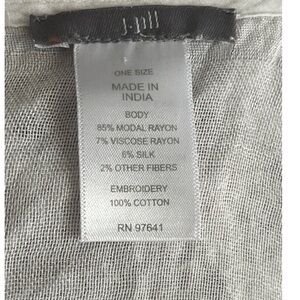 J.Jill
ONE SIZE
MADE IN
INDIA
BODY
85% MODAL RAYON
7% VISCOSE RAYON
6% SILK
2% OTHER FIBERS
EMBROIDERY
100% COTTON
RN 97641